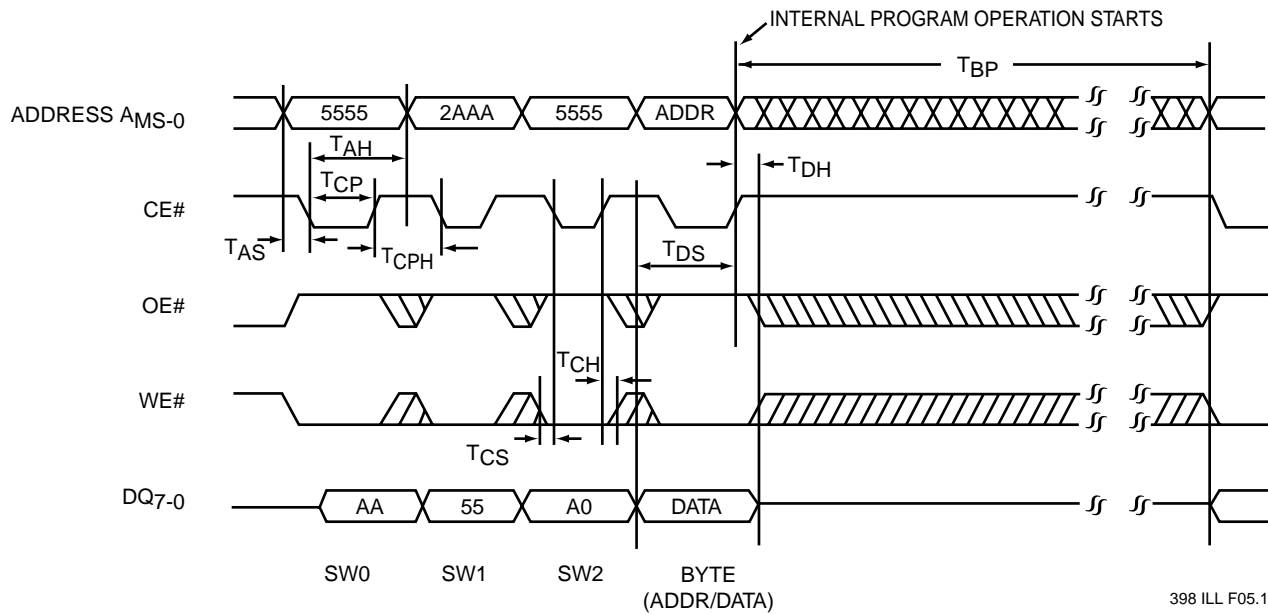 INTERNAL PROGRAM OPERATION STARTS
TBP
ADDRESS AMS-0
5555
2AAA
5555
ADDR
TAH
TDH
TCP
CE#
TAS
TCPH
TDS
OE#
TCH
WE#
TCS
DQ7-0
AA
55
A0
DATA
SW0
SW1
SW2
BYTE
(ADDR/DATA)
398 ILL F05.1